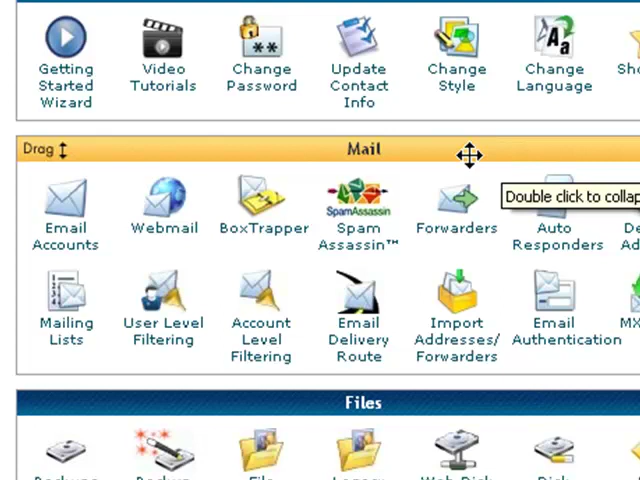 Getting Started Wizard
Video Tutorials
Change Password
Update Contact Info
Change Style
Change Language
Drag
Mail
Double click to collap
Email Accounts
Webmail
BoxTrapper
SpamAssassin
Spam Assassin™
Forwarders
Auto Responders
Mailing Lists
User Level Filtering
Account Level Filtering
Email Delivery Route
Import Addresses/ Forwarders
Email Authentication
MX
Files